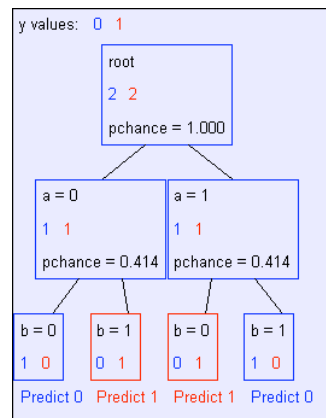 y values: 0 1
root
2 2
pchance = 1.000
a = 0
1 1
pchance = 0.414
a = 1
1 1
pchance = 0.414
b = 0
1 0
Predict 0
b = 1
0 1
Predict 1
b = 0
0 1
Predict 1
b = 1
1 0
Predict 0